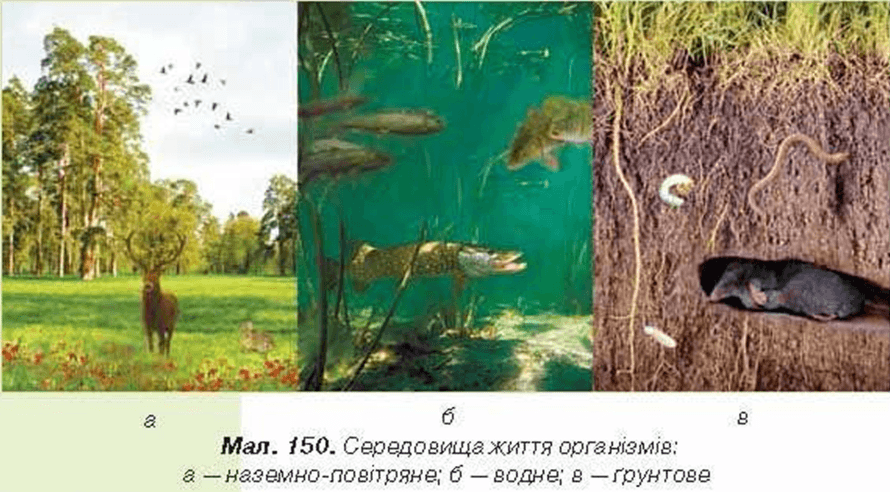 а
б
в
Мал. 150. Середовища життя організмів:
а — наземно-повітряне; б — водне; в — ґрунтове